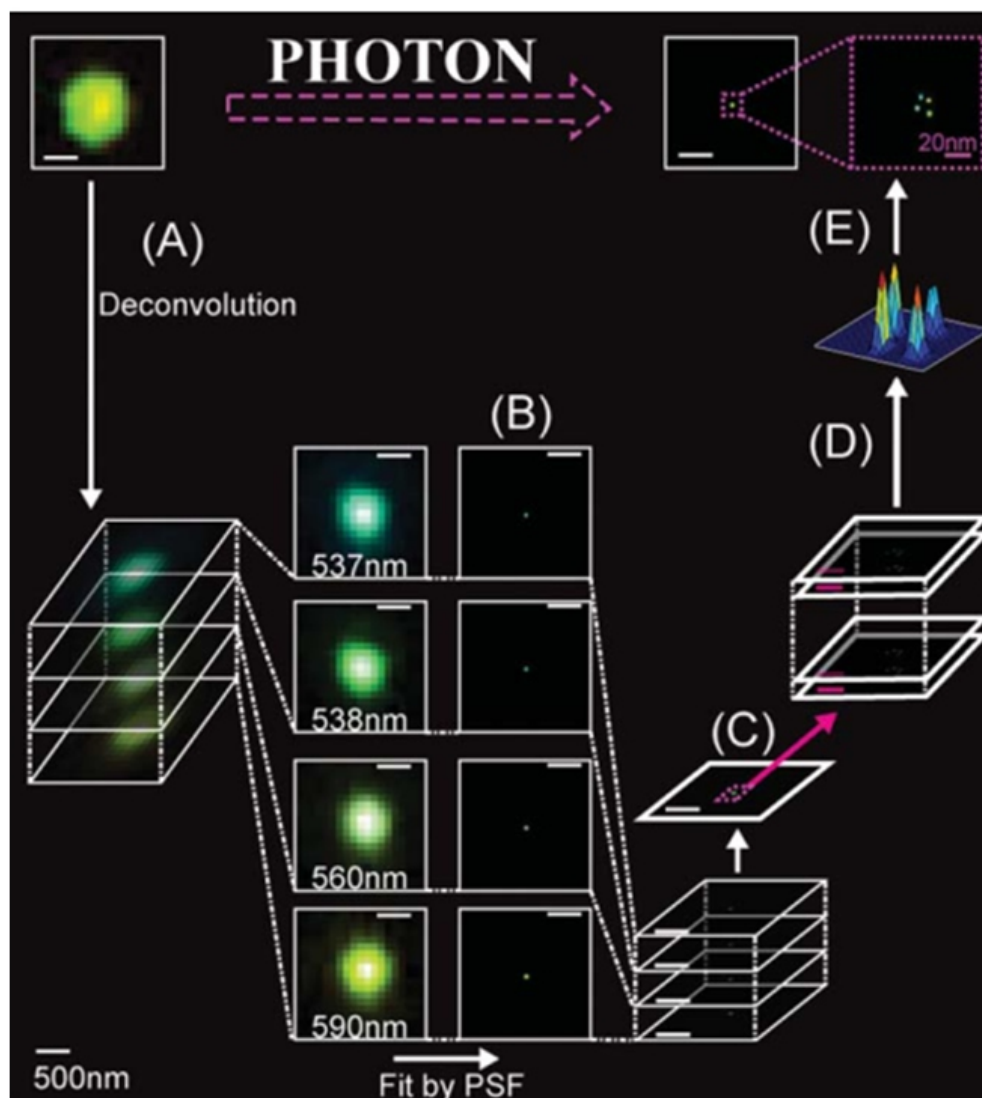 PHOTON
20nm
(A)
(E)
Deconvolution
(B)
(D)
537nm
538nm
(C)
560nm
590nm
500nm
Fit by PSF